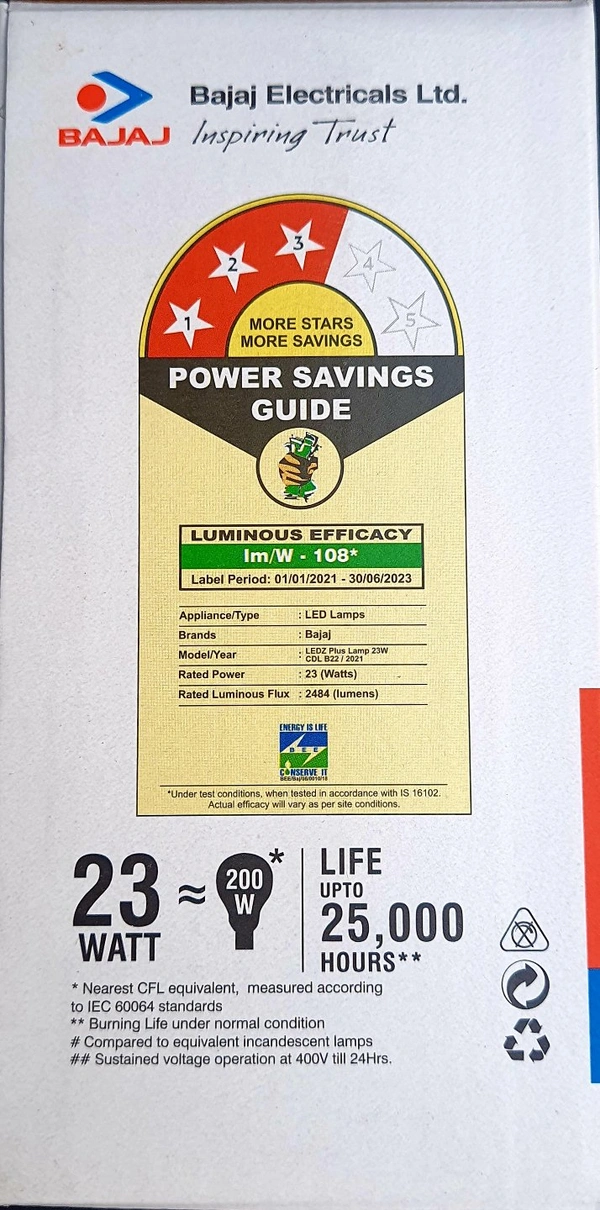 BAJAJ
Bajaj Electricals Ltd.
Inspiring Trust
1 2 3 4 5
MORE STARS
MORE SAVINGS
POWER SAVINGS
GUIDE
LUMINOUS EFFICACY
lm/W - 108*
Label Period: 01/01/2021 - 30/06/2023
Appliance/Type : LED Lamps
Brands : Bajaj
Model/Year : LEDZ Plus Lamp 23W
CDL B22 / 2021
Rated Power : 23 (Watts)
Rated Luminous Flux : 2484 (lumens)
ENERGY IS LIFE
BEE
CONSERVE IT
*Under test conditions, when tested in accordance with IS 16102.
Actual efficacy will vary as per site conditions.
23
WATT
≈
200
W
*
LIFE
UPTO
25,000
HOURS**
* Nearest CFL equivalent, measured according
to IEC 60064 standards
** Burning Life under normal condition
# Compared to equivalent incandescent lamps
## Sustained voltage operation at 400V till 24Hrs.